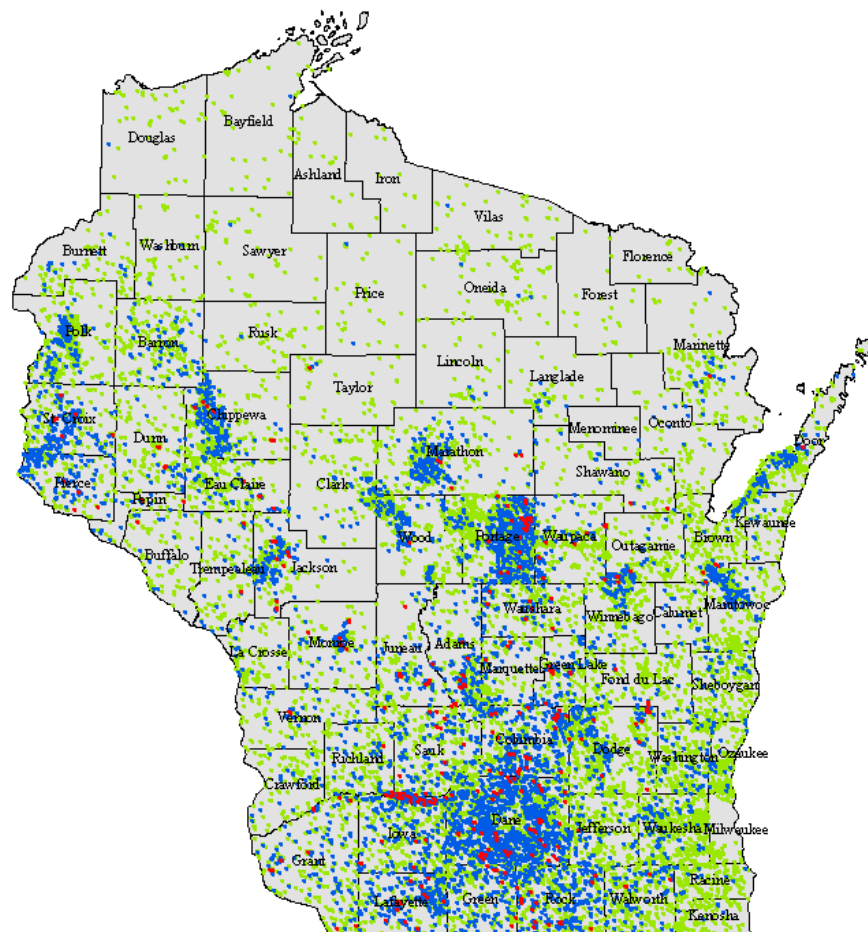 Bayfield
Douglas
Ashland
Iron
Vilas
Burnett
Washburn
Sawyer
Florence
Price
Oneida
Forest
Polk
Barron
Rusk
Marinette
Lincoln
Langlade
Taylor
Chippewa
St. Croix
Dunn
Menominee
Oconto
Door
Marathon
Shawano
Pierce
Eau Claire
Clark
Pepin
Kewaunee
Wood
Portage
Waupaca
Outagamie
Brown
Buffalo
Trempealeau
Jackson
Waushara
Winnebago
Calumet
Manitowoc
Monroe
Juneau
Adams
La Crosse
Marquette
Green Lake
Fond du Lac
Sheboygan
Vernon
Columbia
Richland
Sauk
Dodge
Washington
Ozaukee
Crawford
Dane
Jefferson
Waukesha
Milwaukee
Iowa
Grant
Racine
Lafayette
Green
Rock
Walworth
Kenosha